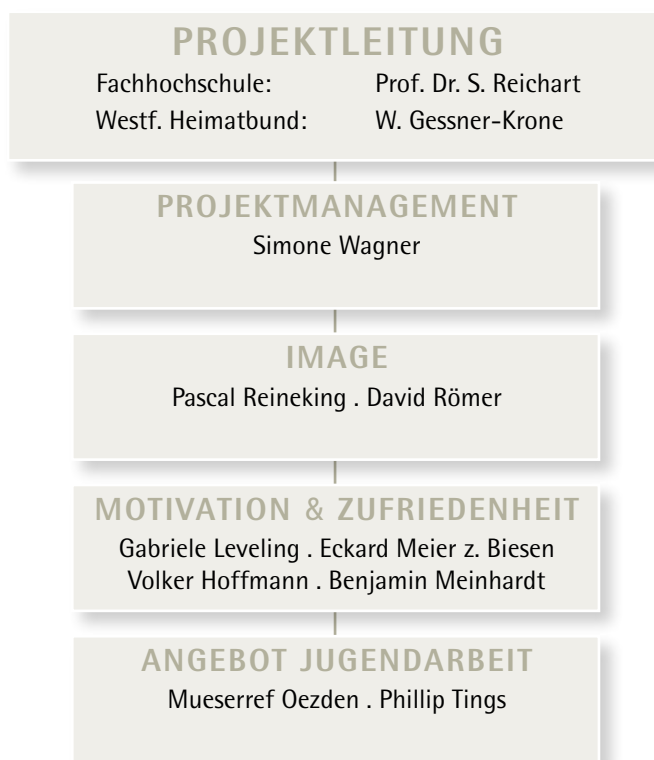 PROJEKTLEITUNG
Fachhochschule: Prof. Dr. S. Reichart
Westf. Heimatbund: W. Gessner-Krone
PROJEKTMANAGEMENT
Simone Wagner
IMAGE
Pascal Reineking . David Römer
MOTIVATION & ZUFRIEDENHEIT
Gabriele Leveling . Eckard Meier z. Biesen
Volker Hoffmann . Benjamin Meinhardt
ANGEBOT JUGENDARBEIT
Mueserref Oezden . Phillip Tings